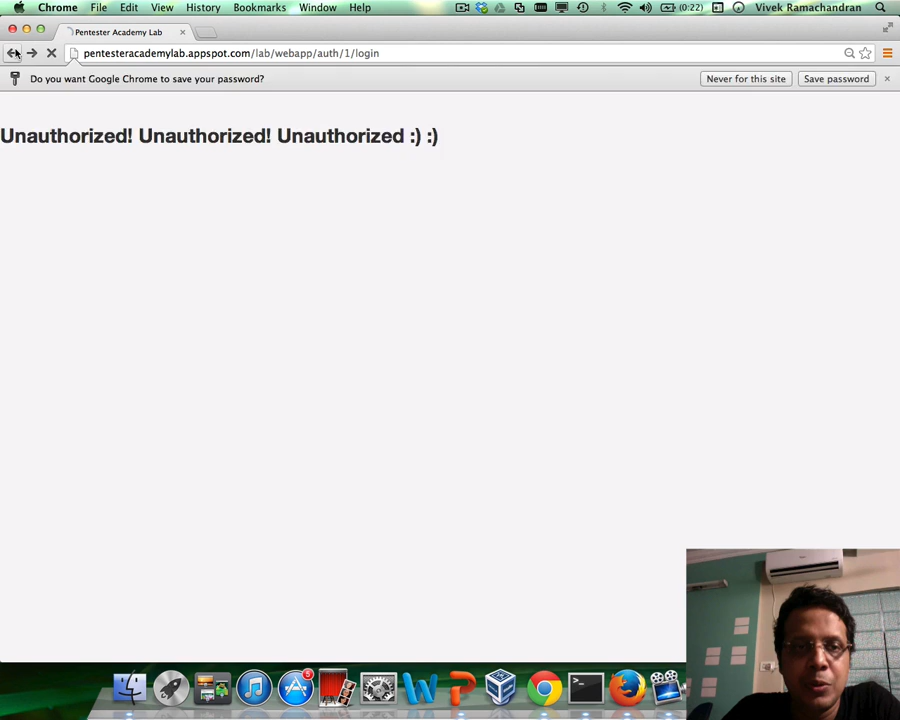 Chrome File Edit View History Bookmarks Window Help (0:22) Vivek Ramachandran
Pentester Academy Lab
pentesteracademylab.appspot.com/lab/webapp/auth/1/login
Do you want Google Chrome to save your password? Never for this site Save password
Unauthorized! Unauthorized! Unauthorized :) :)